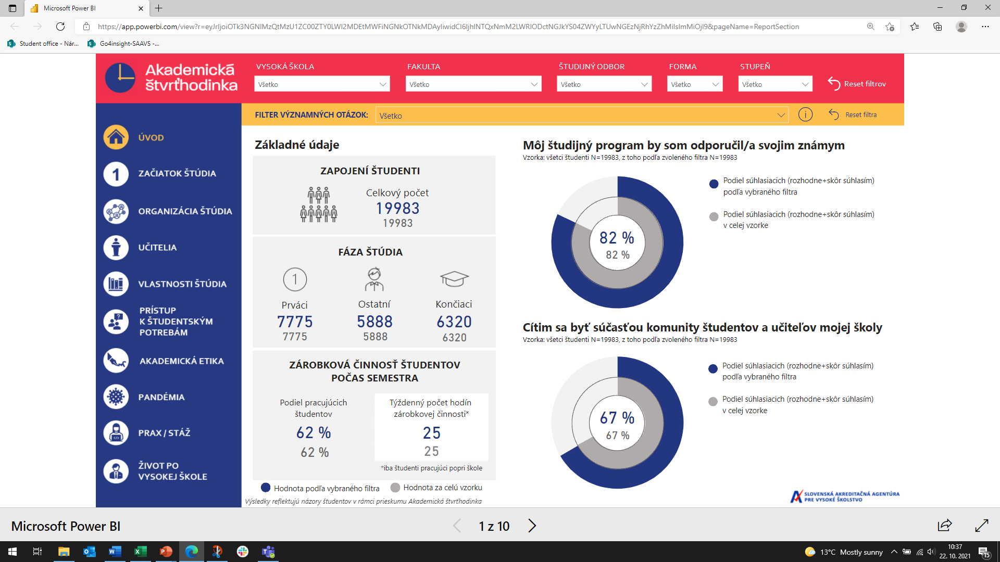 Microsoft Power BI
Student office - Nár...
Go4insight-SAAVS -...
Akademická
štvrťhodinka
VYSOKÁ ŠKOLA
FAKULTA
ŠTUDIJNÝ ODBOR
FORMA
STUPEŇ
Všetko
Všetko
Všetko
Všetko
Všetko
Reset filtrov
FILTER VÝZNAMNÝCH OTÁZOK:
Všetko
i
Reset filtra
ÚVOD
1
ZAČIATOK ŠTÚDIA
ORGANIZÁCIA ŠTÚDIA
UČITELIA
VLASTNOSTI ŠTÚDIA
PRÍSTUP
K ŠTUDENTSKÝM
POTREBÁM
AKADEMICKÁ ETIKA
PANDÉMIA
PRAX / STÁŽ
ŽIVOT PO
VYSOKEJ ŠKOLE
Základné údaje
ZAPOJENÍ ŠTUDENTI
Celkový počet
19983
19983
FÁZA ŠTÚDIA
1
Prváci
7775
7775
Ostatní
5888
5888
Končiaci
6320
6320
ZÁROBKOVÁ ČINNOSŤ ŠTUDENTOV
POČAS SEMESTRA
Podiel pracujúcich
študentov
62 %
62 %
Týždenný počet hodín
zárobkovej činnosti*
25
25
*iba študenti pracujúci popri škole
Hodnota podľa vybraného filtra
Hodnota za celú vzorku
Výsledky reflektujú názory študentov v rámci prieskumu Akademická štvrťhodinka
Môj študijný program by som odporučil/a svojim známym
Vzorka: všetci študenti N=19983, z toho podľa zvoleného filtra N=19983
82 %
82 %
Podiel súhlasiacich (rozhodne+skôr súhlasím)
podľa vybraného filtra
Podiel súhlasiacich (rozhodne+skôr súhlasím)
v celej vzorke
Cítim sa byť súčasťou komunity študentov a učiteľov mojej školy
Vzorka: všetci študenti N=19983, z toho podľa zvoleného filtra N=19983
67 %
67 %
Podiel súhlasiacich (rozhodne+skôr súhlasím)
podľa vybraného filtra
Podiel súhlasiacich (rozhodne+skôr súhlasím)
v celej vzorke
SLOVENSKÁ AKREDITAČNÁ AGENTÚRA
PRE VYSOKÉ ŠKOLSTVO
Microsoft Power BI
1 z 10
13°C Mostly sunny
10:37
22. 10. 2021
15